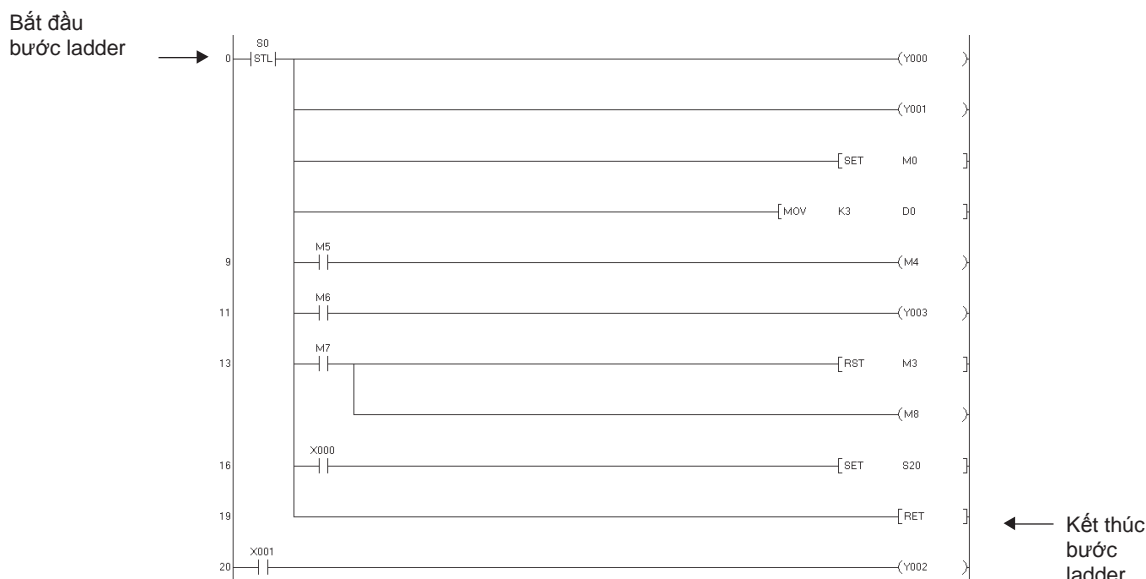 Bắt đầu
bước ladder
S0
0 STL Y000
Y001
SET M0
MOV K3 D0
M5
9 M4
M6
11 Y003
M7
13 RST M3
M8
X000
16 SET S20
19 RET
Kết thúc
bước
ladder
X001
20 Y002